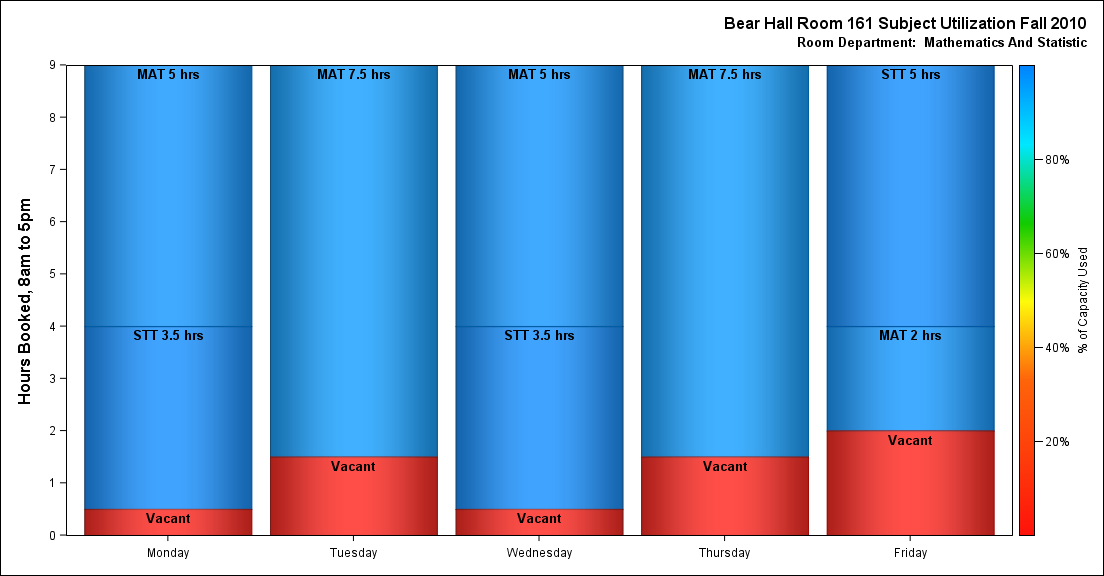 Bear Hall Room 161 Subject Utilization Fall 2010
Room Department:  Mathematics And Statistic
Hours Booked, 8am to 5pm
9
8
7
6
5
4
3
2
1
0
MAT 5 hrs
STT 3.5 hrs
Vacant
MAT 7.5 hrs
Vacant
MAT 5 hrs
STT 3.5 hrs
Vacant
MAT 7.5 hrs
Vacant
STT 5 hrs
MAT 2 hrs
Vacant
Monday
Tuesday
Wednesday
Thursday
Friday
80%
60%
40%
20%
% of Capacity Used